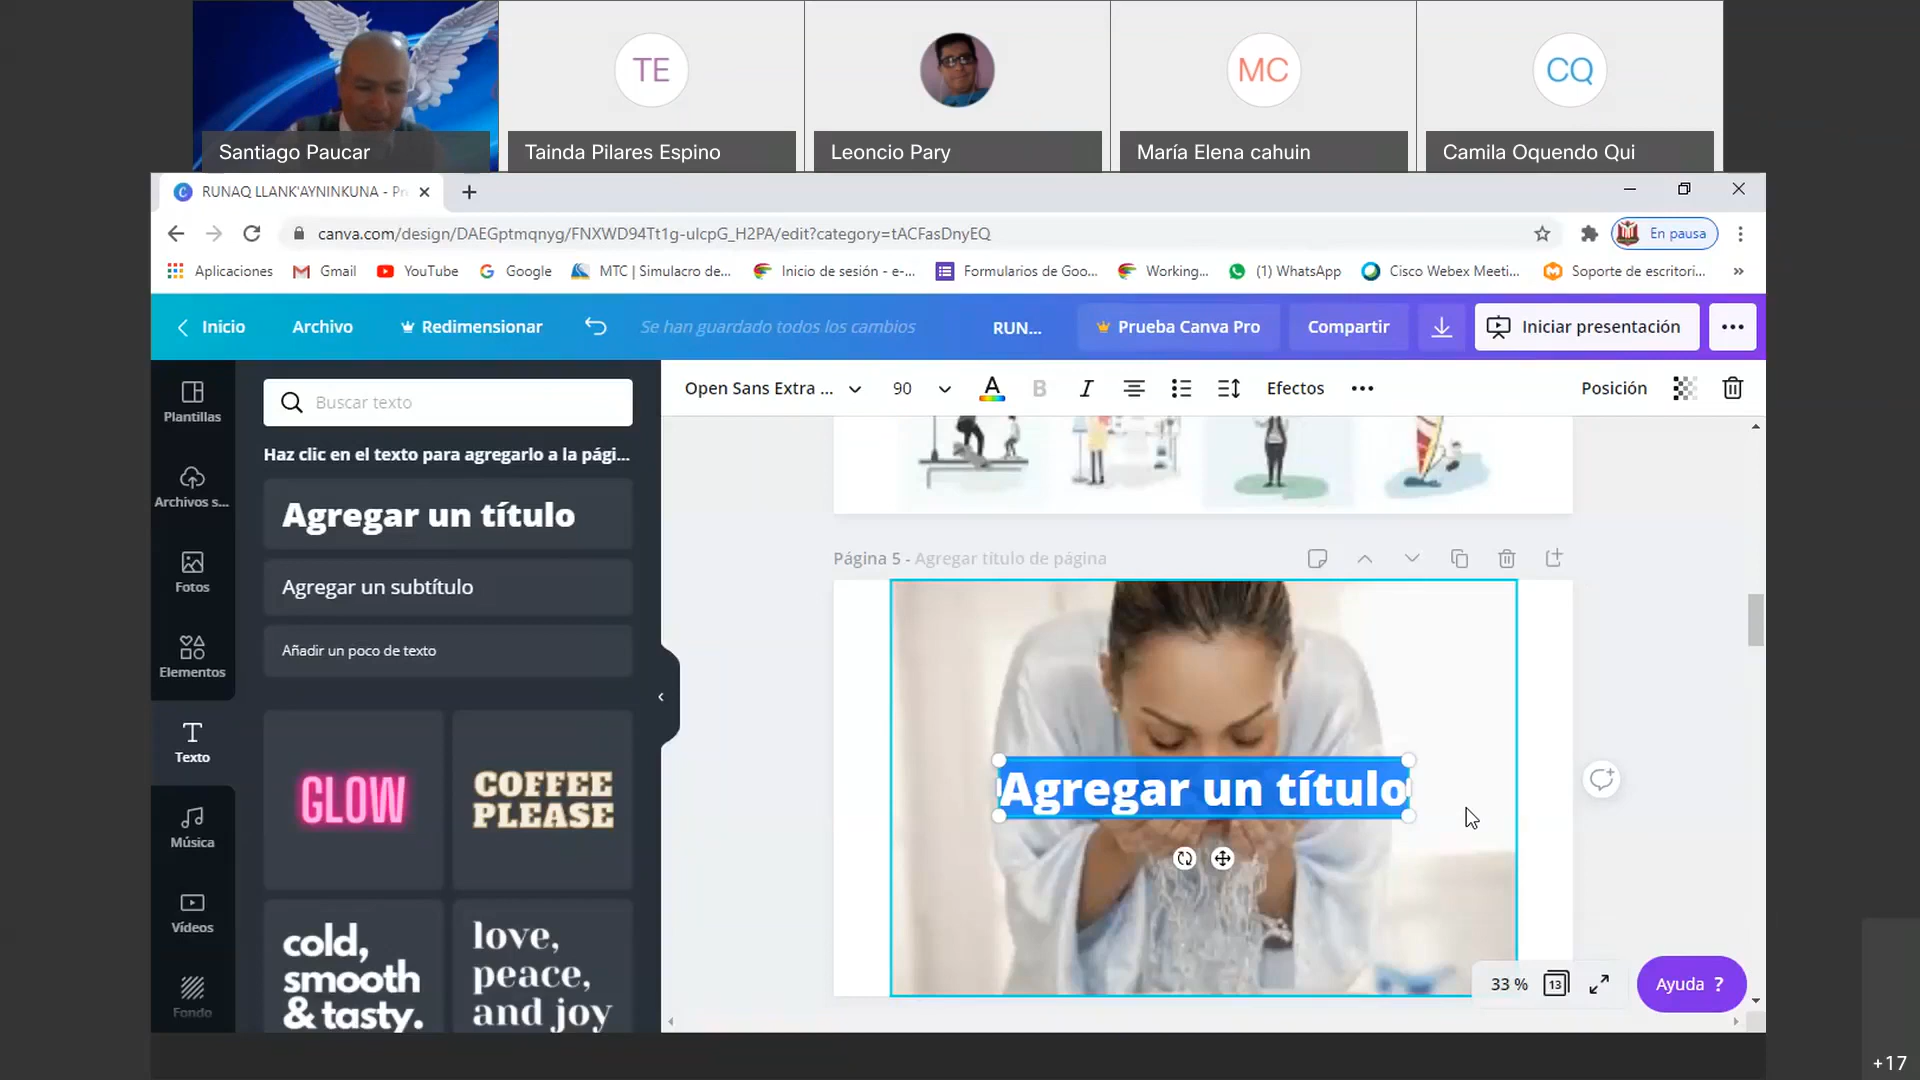 TE
MC
CQ
Santiago Paucar
Tainda Pilares Espino
Leoncio Pary
María Elena cahuin
Camila Oquendo Qui
RUNAQ LLANK'AYNINKUNA - Pr
canva.com/design/DAEGptmqnyg/FNXWD94Tt1g-ulcpG_H2PA/edit?category=tACFasDnyEQ
En pausa
Aplicaciones
Gmail
YouTube
Google
MTC | Simulacro de...
Inicio de sesión - e-...
Formularios de Goo...
Working...
(1) WhatsApp
Cisco Webex Meeti...
Soporte de escritori...
»
Inicio
Archivo
Redimensionar
Se han guardado todos los cambios
RUN...
Prueba Canva Pro
Compartir
Iniciar presentación
Plantillas
Archivos s...
Fotos
Elementos
Texto
Música
Vídeos
Fondo
Buscar texto
Haz clic en el texto para agregarlo a la pági...
Agregar un título
Agregar un subtítulo
Añadir un poco de texto
GLOW
COFFEE
PLEASE
cold,
smooth
& tasty.
love,
peace,
and joy
Open Sans Extra ...
90
A
B
I
Efectos
Posición
Página 5 - Agregar título de página
Agregar un título
33 %
13
Ayuda ?
+17